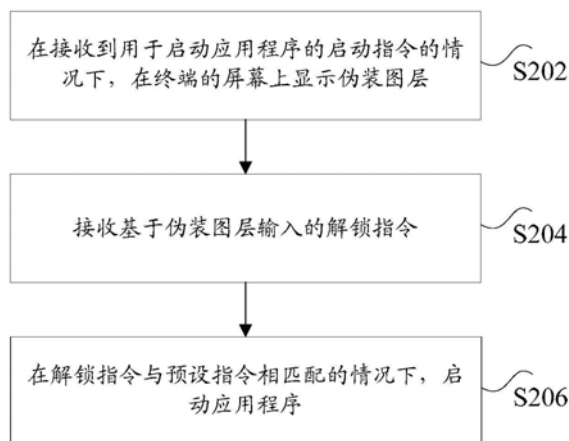 在接收到用于启动应用程序的启动指令的情
况下，在终端的屏幕上显示伪装图层
S202
接收基于伪装图层输入的解锁指令
S204
在解锁指令与预设指令相匹配的情况下，启
动应用程序
S206